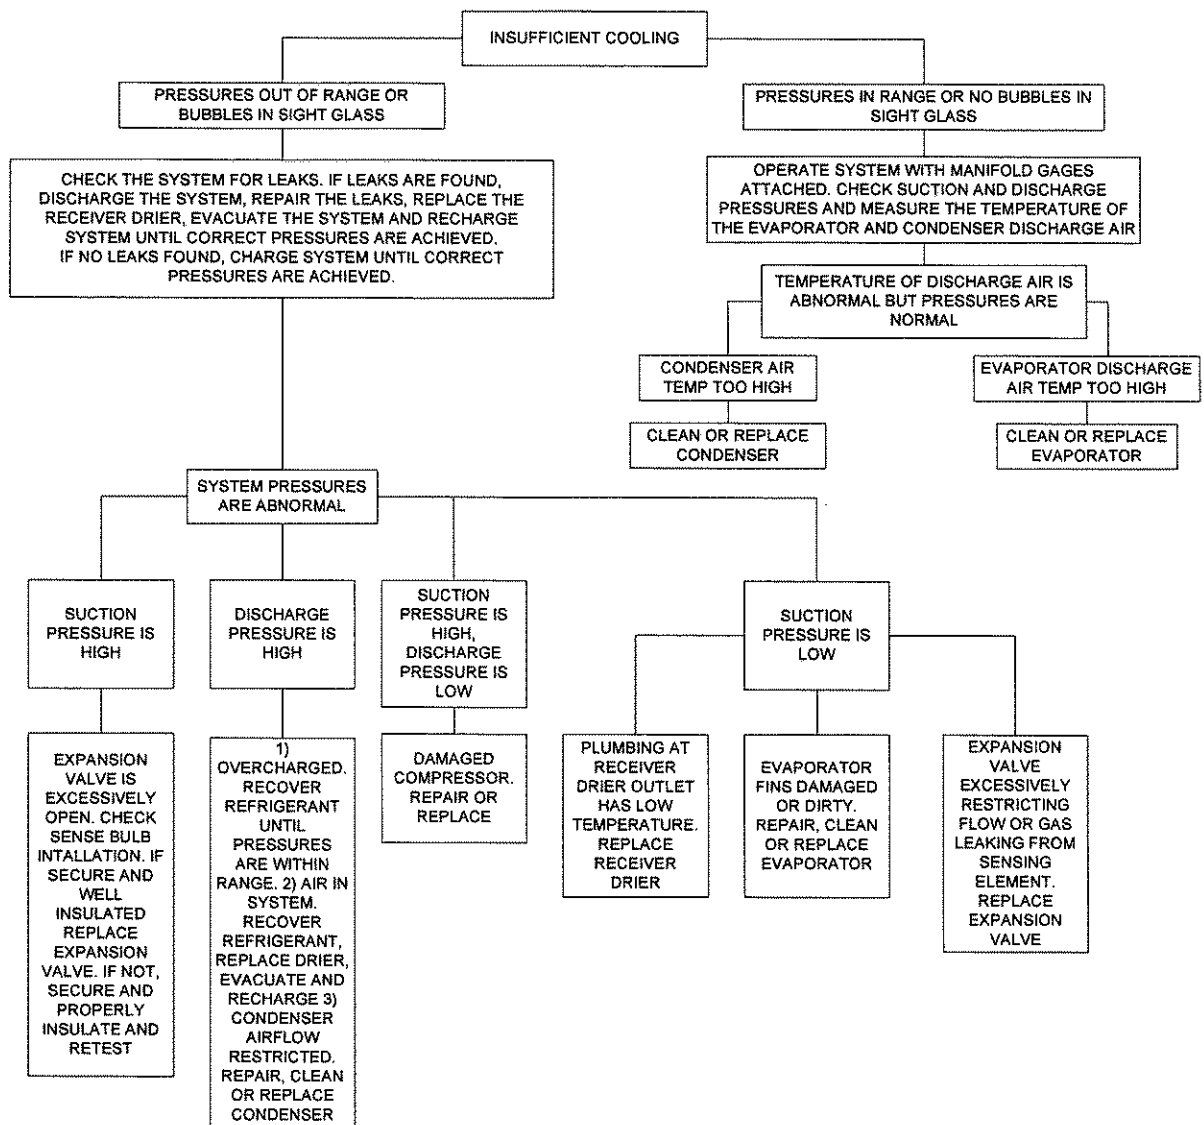 INSUFFICIENT COOLING
PRESSURES OUT OF RANGE OR
BUBBLES IN SIGHT GLASS
PRESSURES IN RANGE OR NO BUBBLES IN
SIGHT GLASS
CHECK THE SYSTEM FOR LEAKS. IF LEAKS ARE FOUND,
DISCHARGE THE SYSTEM, REPAIR THE LEAKS, REPLACE THE
RECEIVER DRIER, EVACUATE THE SYSTEM AND RECHARGE
SYSTEM UNTIL CORRECT PRESSURES ARE ACHIEVED.
IF NO LEAKS FOUND, CHARGE SYSTEM UNTIL CORRECT
PRESSURES ARE ACHIEVED.
OPERATE SYSTEM WITH MANIFOLD GAGES
ATTACHED. CHECK SUCTION AND DISCHARGE
PRESSURES AND MEASURE THE TEMPERATURE OF
THE EVAPORATOR AND CONDENSER DISCHARGE AIR
TEMPERATURE OF DISCHARGE AIR IS
ABNORMAL BUT PRESSURES ARE
NORMAL
CONDENSER AIR
TEMP TOO HIGH
EVAPORATOR DISCHARGE
AIR TEMP TOO HIGH
CLEAN OR REPLACE
CONDENSER
CLEAN OR REPLACE
EVAPORATOR
SYSTEM PRESSURES
ARE ABNORMAL
SUCTION
PRESSURE IS
HIGH
DISCHARGE
PRESSURE IS
HIGH
SUCTION
PRESSURE IS
HIGH,
DISCHARGE
PRESSURE IS
LOW
SUCTION
PRESSURE IS
LOW
EXPANSION
VALVE IS
EXCESSIVELY
OPEN. CHECK
SENSE BULB
INTALLATION. IF
SECURE AND
WELL
INSULATED
REPLACE
EXPANSION
VALVE. IF NOT,
SECURE AND
PROPERLY
INSULATE AND
RETEST
1)
OVERCHARGED.
RECOVER
REFRIGERANT
UNTIL
PRESSURES
ARE WITHIN
RANGE. 2) AIR IN
SYSTEM.
RECOVER
REFRIGERANT,
REPLACE DRIER,
EVACUATE AND
RECHARGE 3)
CONDENSER
AIRFLOW
RESTRICTED.
REPAIR, CLEAN
OR REPLACE
CONDENSER
DAMAGED
COMPRESSOR.
REPAIR OR
REPLACE
PLUMBING AT
RECEIVER
DRIER OUTLET
HAS LOW
TEMPERATURE.
REPLACE
RECEIVER
DRIER
EVAPORATOR
FINS DAMAGED
OR DIRTY.
REPAIR, CLEAN
OR REPLACE
EVAPORATOR
EXPANSION
VALVE
EXCESSIVELY
RESTRICTING
FLOW OR GAS
LEAKING FROM
SENSING
ELEMENT.
REPLACE
EXPANSION
VALVE